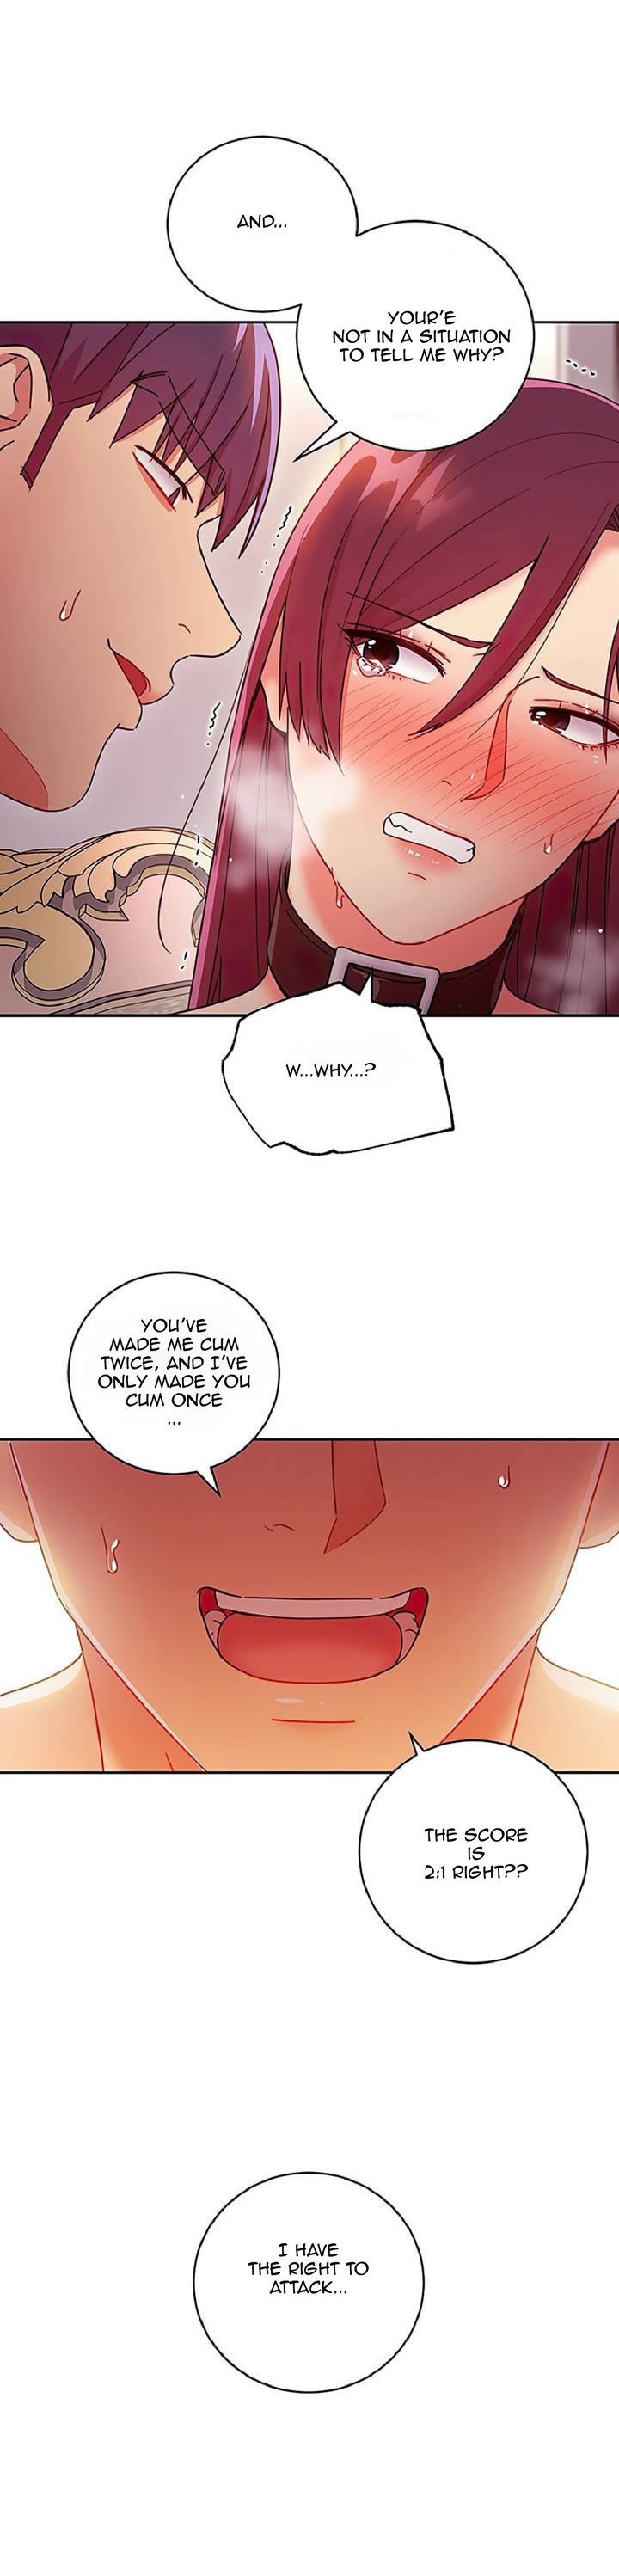 AND...
YOUR'E
NOT IN A SITUATION
TO TELL ME WHY?
W...WHY...?
YOU'VE
MADE ME CUM
TWICE, AND I'VE
ONLY MADE YOU
CUM ONCE
...
THE SCORE
IS
2:1 RIGHT??
I HAVE
THE RIGHT TO
ATTACK...